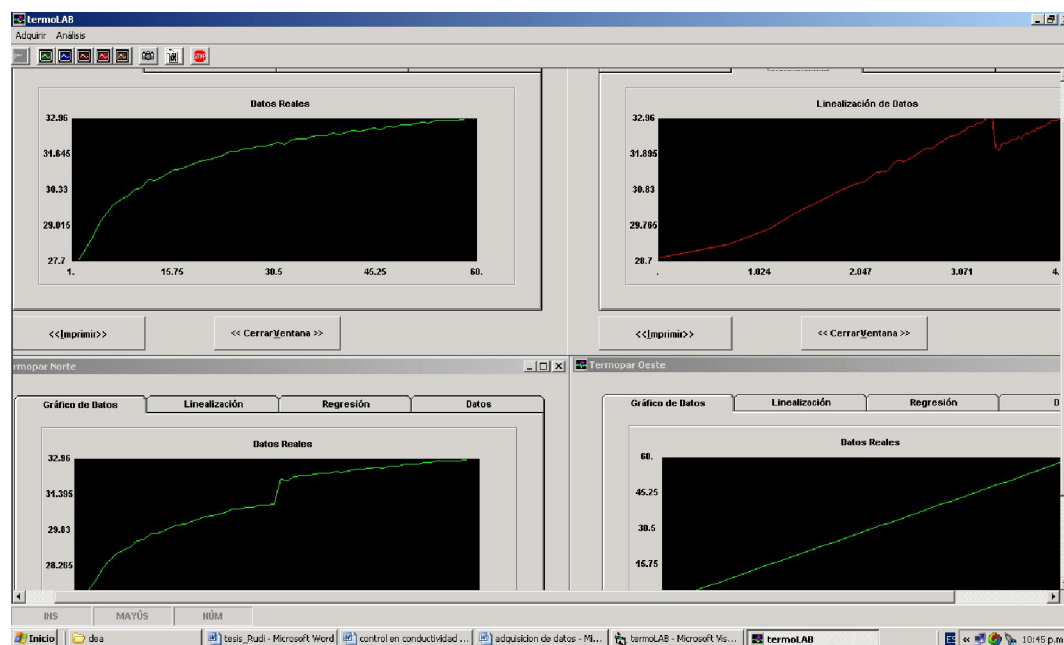 termoLAB
Adquirir Análisis
STOP
Datos Reales
32.96
31.645
30.33
29.015
27.7
1. 15.75 30.5 45.25 60.
<<Imprimir>> << CerrarVentana >>
Linealización de Datos
32.96
31.895
30.83
29.765
28.7
. 1.024 2.047 3.071 4.
<<Imprimir>> << CerrarVentana >>
rmopar Norte
Gráfico de Datos Linealización Regresión Datos
Datos Reales
32.96
31.395
29.83
28.265
Termopar Oeste
Gráfico de Datos Linealización Regresión D
Datos Reales
60.
45.25
30.5
15.75
INS MAYÚS NÚM
Inicio dea tesis_Rudi - Microsoft Word control en conductividad ... adquisicion de datos - Mi... termoLAB - Microsoft Vis... termoLAB ES « 10:45 p.m.